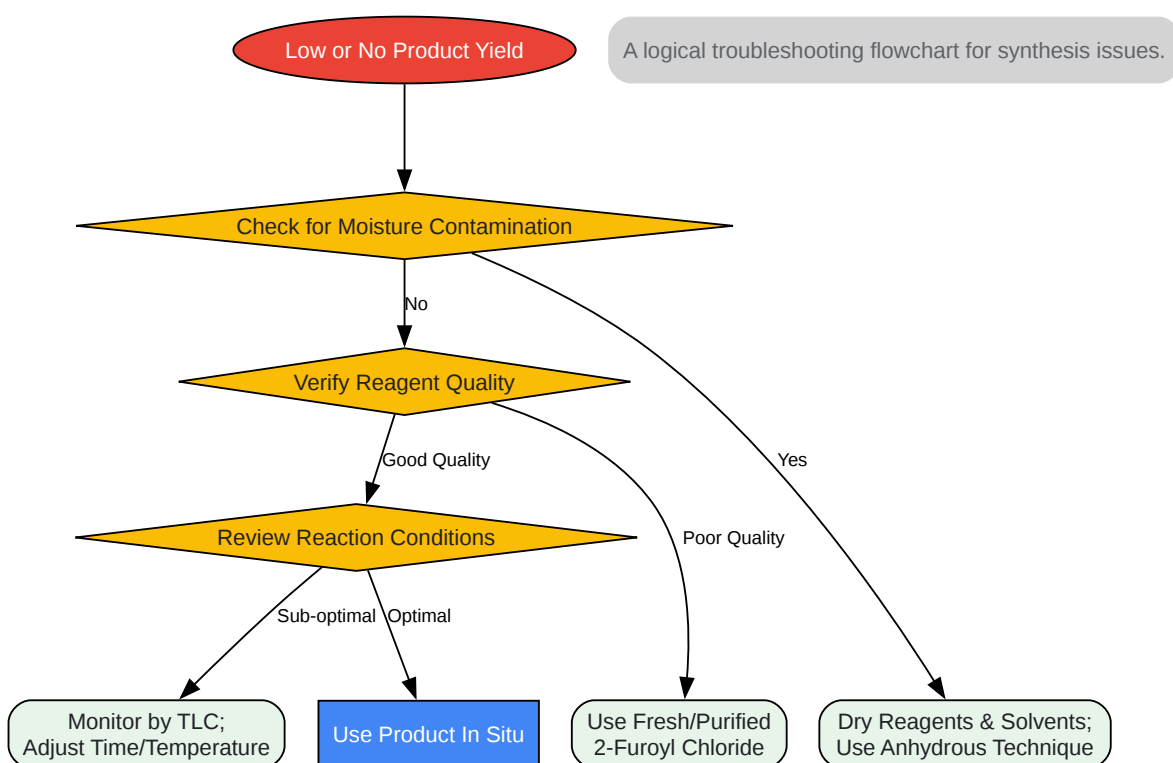 Low or No Product Yield
A logical troubleshooting flowchart for synthesis issues.
Check for Moisture Contamination
No
Verify Reagent Quality
Good Quality
Yes
Review Reaction Conditions
Poor Quality
Sub-optimal
Optimal
Monitor by TLC;
Adjust Time/Temperature
Use Product In Situ
Use Fresh/Purified
2-Furoyl Chloride
Dry Reagents & Solvents;
Use Anhydrous Technique